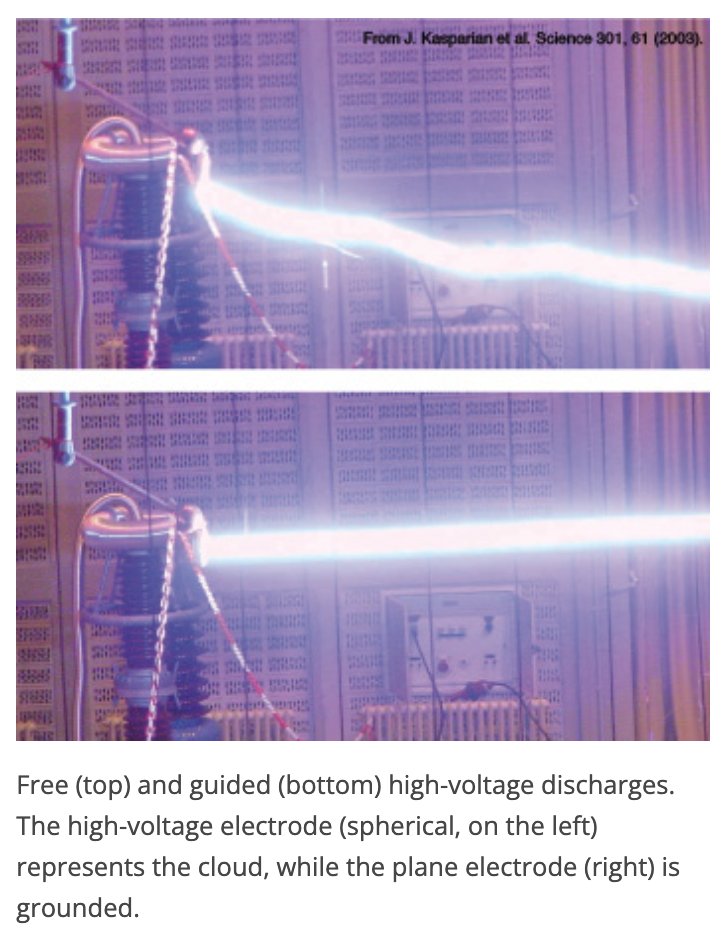 From J. Kasparian et al. Science 301, 61 (2003).
Free (top) and guided (bottom) high-voltage discharges.
The high-voltage electrode (spherical, on the left)
represents the cloud, while the plane electrode (right) is
grounded.